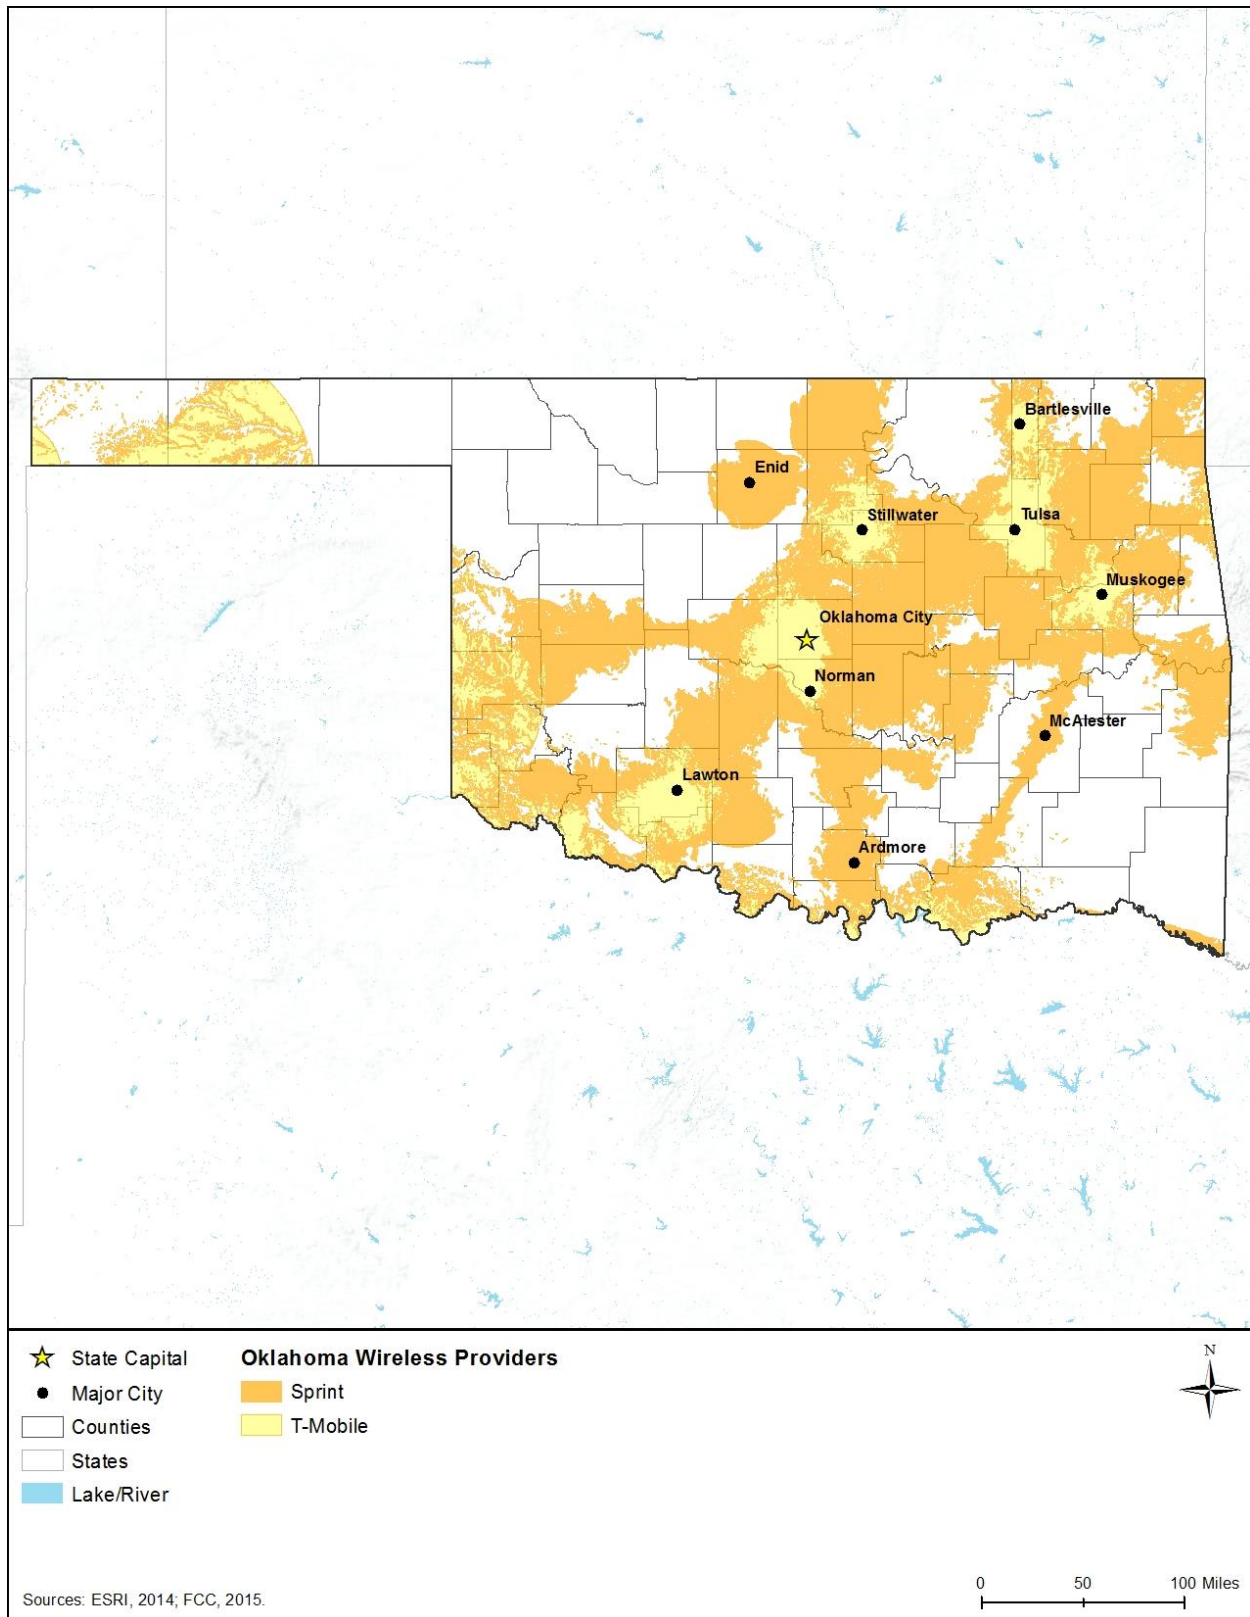 Bartlesville
Enid
Stillwater
Tulsa
Muskogee
Oklahoma City
Norman
McAlester
Lawton
Ardmore
State Capital
Major City
Counties
States
Lake/River
Oklahoma Wireless Providers
Sprint
T-Mobile
N
0 50 100 Miles
Sources: ESRI, 2014; FCC, 2015.